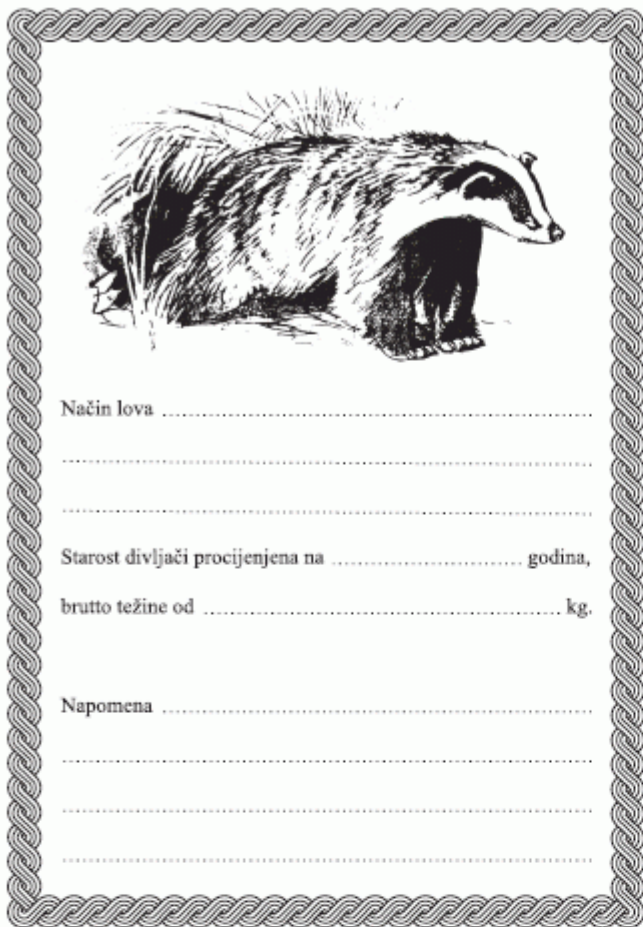 Način lova ....................................................................................
.......................................................................................................
.......................................................................................................
Starost divljači procijenjena na ..................................... godina,
brutto težine od ..................................................................... kg.
Napomena ....................................................................................
.......................................................................................................
.......................................................................................................
.......................................................................................................